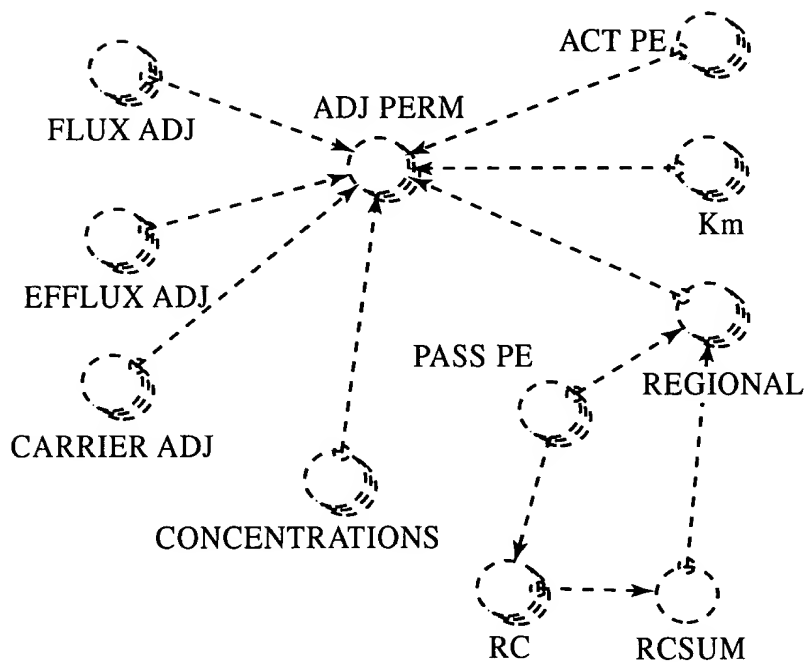 ACT PE
ADJ PERM
FLUX ADJ
Km
EFFLUX ADJ
PASS PE
REGIONAL
CARRIER ADJ
CONCENTRATIONS
RC
RCSUM